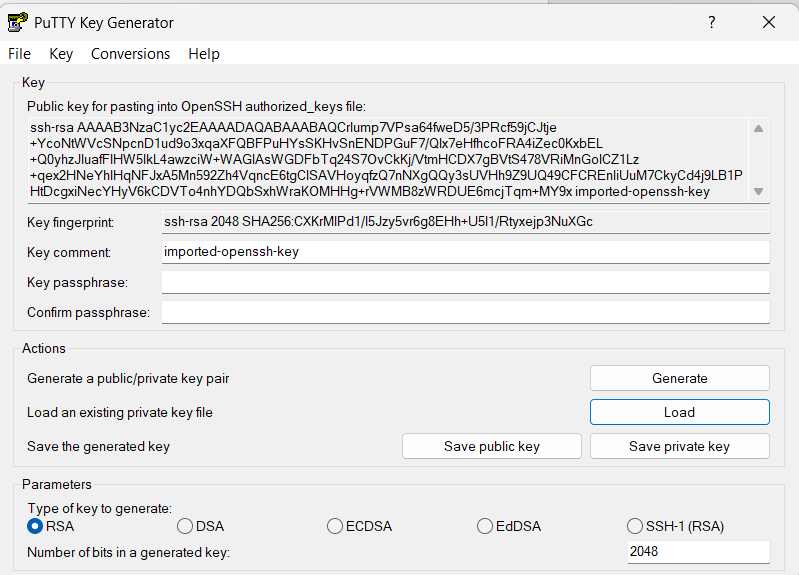 PuTTY Key Generator
File Key Conversions Help
Key
Public key for pasting into OpenSSH authorized_keys file:
ssh-rsa AAAAB3NzaC1yc2EAAAADAQABAAABAQCrlump7VPsa64fweD5/3PRcf59jCJtje
+YcoNtWVcSNpcnD1ud9o3xqaXFQBFPuHYsSKHvSnENDPGuF7/Qlx7eHfhcoFRA4iZec0KxbEL
+Q0yhzJluafFlHW5lkL4awzciW+WAGlAsWGDFbTq24S7OvCkKj/VtmHCDX7gBVtS478VRiMnGolCZ1Lz
+qex2HNeYhlHqNFJxA5Mn592Zh4VqncE6tgClSAVHoyqfzQ7nNXgQQy3sUVHh9Z9UQ49CFCREnliUuM7CkyCd4j9LB1P
HtDcgxiNecYHyV6kCDVTo4nhYDQbSxhWraKOMHHg+rVWMB8zWRDUE6mcjTqm+MY9x imported-openssh-key
Key fingerprint: ssh-rsa 2048 SHA256:CXKrMlPd1/l5Jzy5vr6g8EHh+U5l1/Rtyxejp3NuXGc
Key comment: imported-openssh-key
Key passphrase:
Confirm passphrase:
Actions
Generate a public/private key pair Generate
Load an existing private key file Load
Save the generated key Save public key Save private key
Parameters
Type of key to generate:
RSA DSA ECDSA EdDSA SSH-1 (RSA)
Number of bits in a generated key: 2048